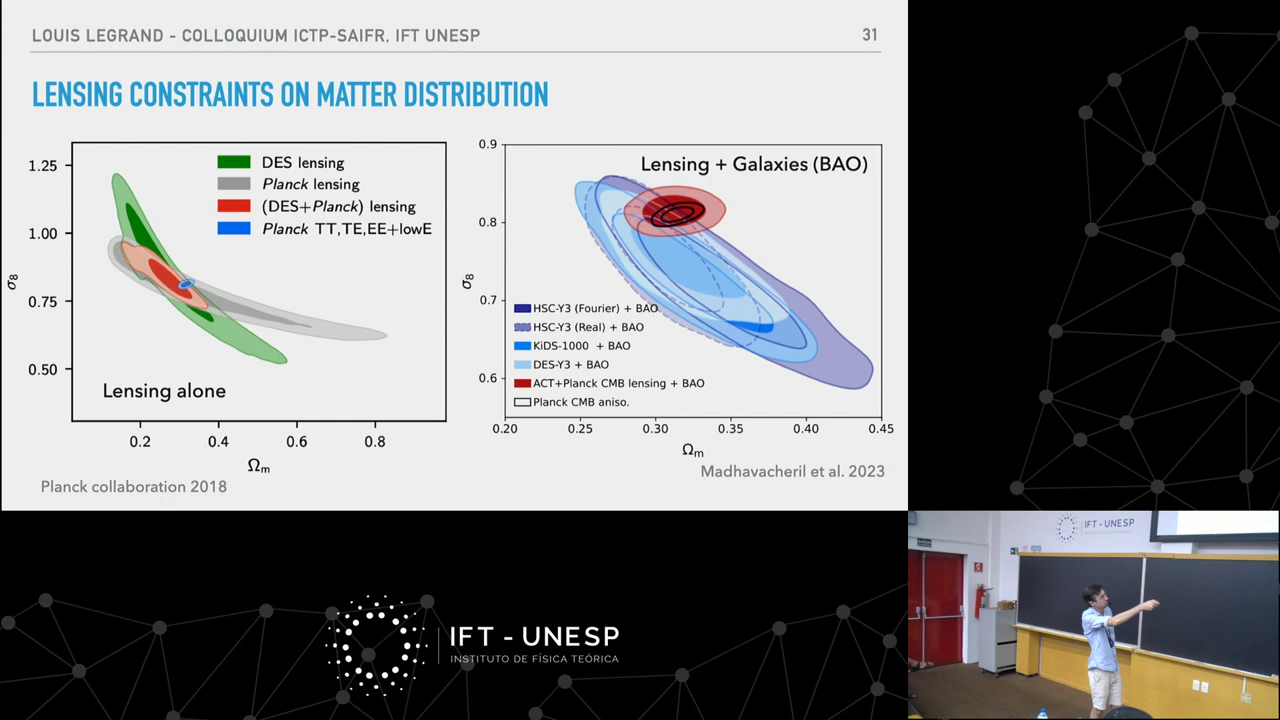 LOUIS LEGRAND - COLLOQUIUM ICTP-SAIFR, IFT UNESP
31
LENSING CONSTRAINTS ON MATTER DISTRIBUTION
DES lensing
Planck lensing
(DES+Planck) lensing
Planck TT,TE,EE+lowE
1.25
1.00
0.75
0.50
σ8
Lensing alone
0.2 0.4 0.6 0.8
Ωm
Planck collaboration 2018
Lensing + Galaxies (BAO)
0.9
0.8
0.7
0.6
σ8
HSC-Y3 (Fourier) + BAO
HSC-Y3 (Real) + BAO
KiDS-1000 + BAO
DES-Y3 + BAO
ACT+Planck CMB lensing + BAO
Planck CMB aniso.
0.20 0.25 0.30 0.35 0.40 0.45
Ωm
Madhavacheril et al. 2023
IFT - UNESP
INSTITUTO DE FÍSICA TEÓRICA
IFT - UNESP